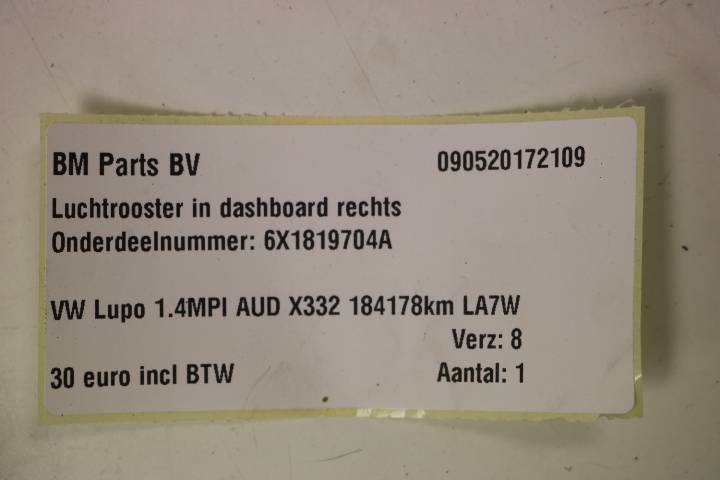 BM Parts BV 090520172109
Luchtrooster in dashboard rechts
Onderdeelnummer: 6X1819704A
VW Lupo 1.4MPI AUD X332 184178km LA7W
Verz: 8
30 euro incl BTW Aantal: 1